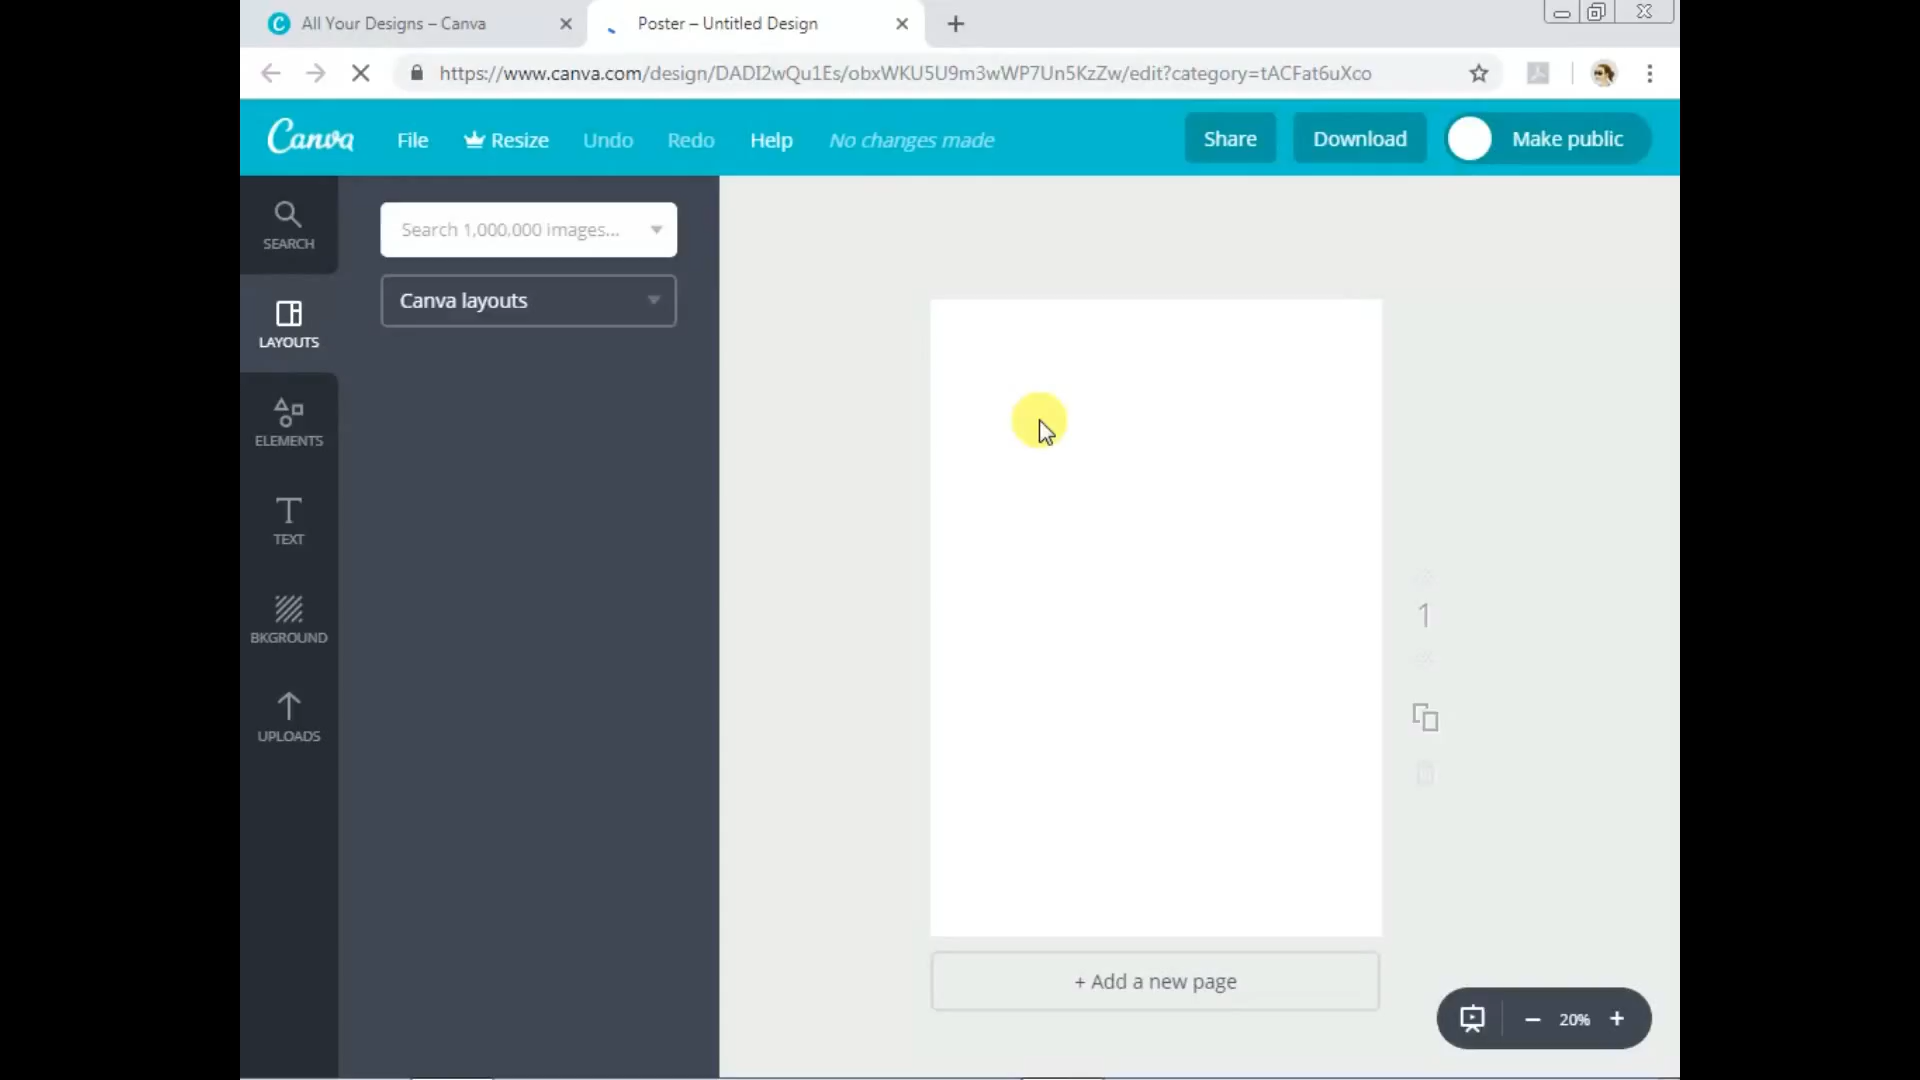 All Your Designs – Canva
Poster – Untitled Design
https://www.canva.com/design/DADI2wQu1Es/obxWKU5U9m3wWP7Un5KzZw/edit?category=tACFat6uXco
Canva File Resize Undo Redo Help No changes made Share Download Make public
SEARCH
Search 1,000,000 images...
Canva layouts
LAYOUTS
ELEMENTS
TEXT
BKGROUND
UPLOADS
1
+ Add a new page
20%